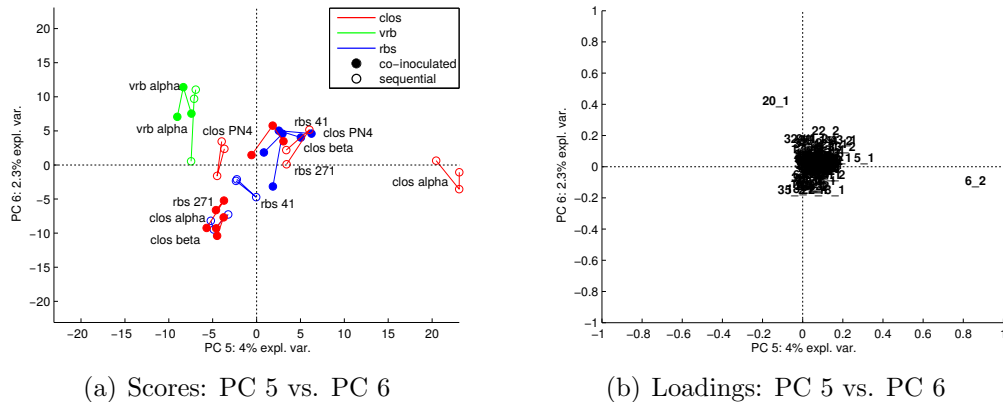 20
15
10
5
0
−5
−10
−15
−20
PC 6: 2.3% expl. var.
clos
vrb
rbs
co-inoculated
sequential
vrb alpha
vrb alpha
clos PN4
rbs 41
clos PN4
clos beta
rbs 271
clos alpha
rbs 271
rbs 41
clos alpha
clos beta
−20 −15 −10 −5 0 5 10 15 20
PC 5: 4% expl. var.
(a) Scores: PC 5 vs. PC 6
1
0.8
0.6
0.4
0.2
0
−0.2
−0.4
−0.6
−0.8
−1
PC 6: 2.3% expl. var.
20_1
22_2
15_1
6_2
−1 −0.8 −0.6 −0.4 −0.2 0 0.2 0.4 0.6 0.8 1
PC 5: 4% expl. var.
(b) Loadings: PC 5 vs. PC 6